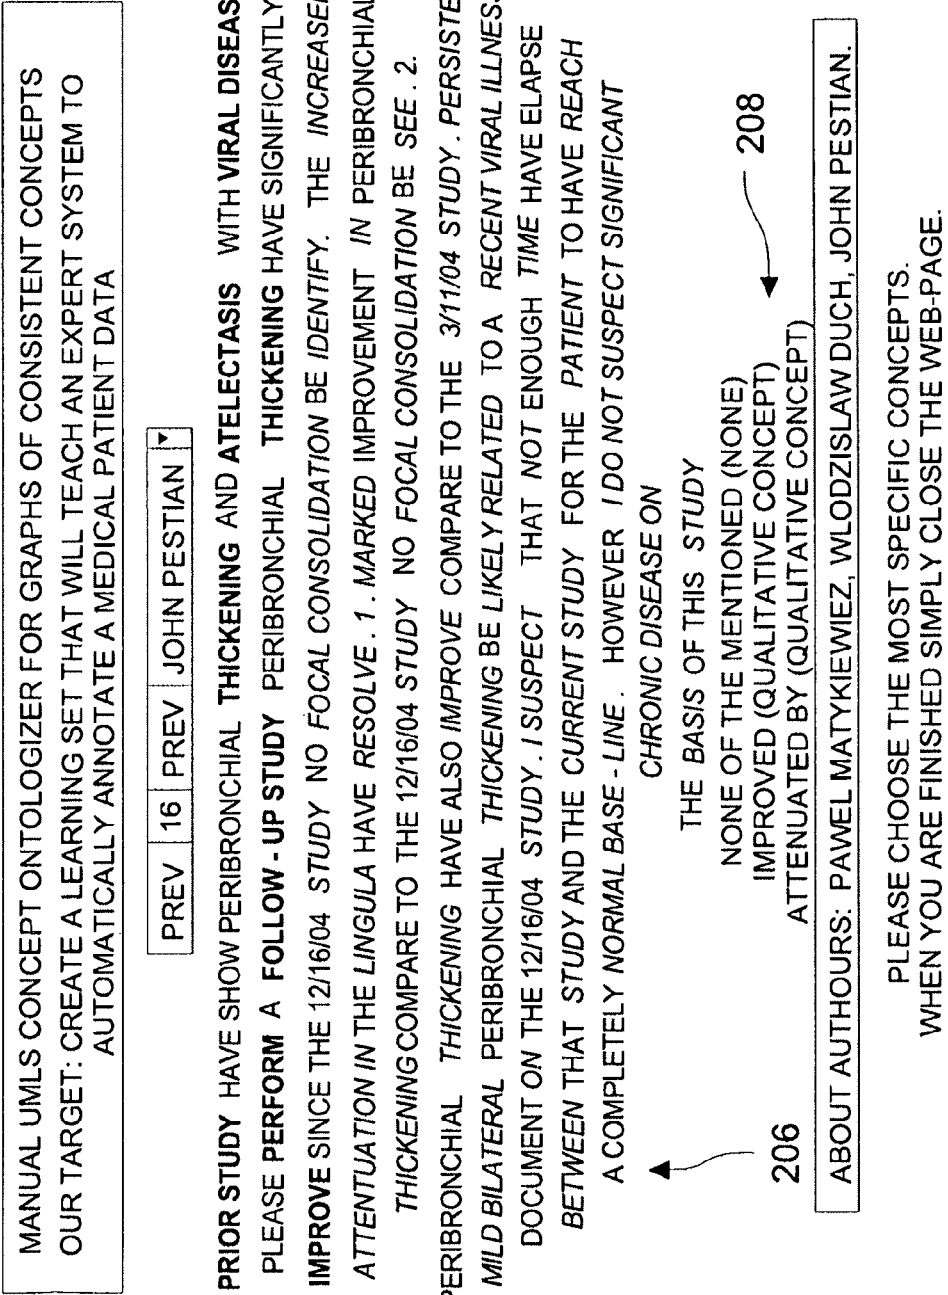 MANUAL UMLS CONCEPT ONTOLOGIZER FOR GRAPHS OF CONSISTENT CONCEPTS
OUR TARGET: CREATE A LEARNING SET THAT WILL TEACH AN EXPERT SYSTEM TO
AUTOMATICALLY ANNOTATE A MEDICAL PATIENT DATA
PREV 16 PREV JOHN PESTIAN
PRIOR STUDY HAVE SHOW PERIBRONCHIAL THICKENING AND ATELECTASIS WITH VIRAL DISEAS
PLEASE PERFORM A FOLLOW - UP STUDY PERIBRONCHIAL THICKENING HAVE SIGNIFICANTLY
IMPROVE SINCE THE 12/16/04 STUDY NO FOCAL CONSOLIDATION BE IDENTIFY. THE INCREASE
ATTENTUATION IN THE LINGULA HAVE RESOLVE . 1 . MARKED IMPROVEMENT IN PERIBRONCHIAL
THICKENING COMPARE TO THE 12/16/04 STUDY NO FOCAL CONSOLIDATION BE SEE . 2.
PERIBRONCHIAL THICKENING HAVE ALSO IMPROVE COMPARE TO THE 3/11/04 STUDY . PERSISTE
MILD BILATERAL PERIBRONCHIAL THICKENING BE LIKELY RELATED TO A RECENT VIRAL ILLNESS
DOCUMENT ON THE 12/16/04 STUDY . I SUSPECT THAT NOT ENOUGH TIME HAVE ELAPSE
BETWEEN THAT STUDY AND THE CURRENT STUDY FOR THE PATIENT TO HAVE REACH
A COMPLETELY NORMAL BASE - LINE . HOWEVER I DO NOT SUSPECT SIGNIFICANT
CHRONIC DISEASE ON
THE BASIS OF THIS STUDY
NONE OF THE MENTIONED (NONE)
IMPROVED (QUALITATIVE CONCEPT)
ATTENUATED BY (QUALITATIVE CONCEPT)
206
208
ABOUT AUTHOURS: PAWEL MATYKIEWIEZ, WLODZISLAW DUCH, JOHN PESTIAN.
PLEASE CHOOSE THE MOST SPECIFIC CONCEPTS.
WHEN YOU ARE FINISHED SIMPLY CLOSE THE WEB-PAGE.